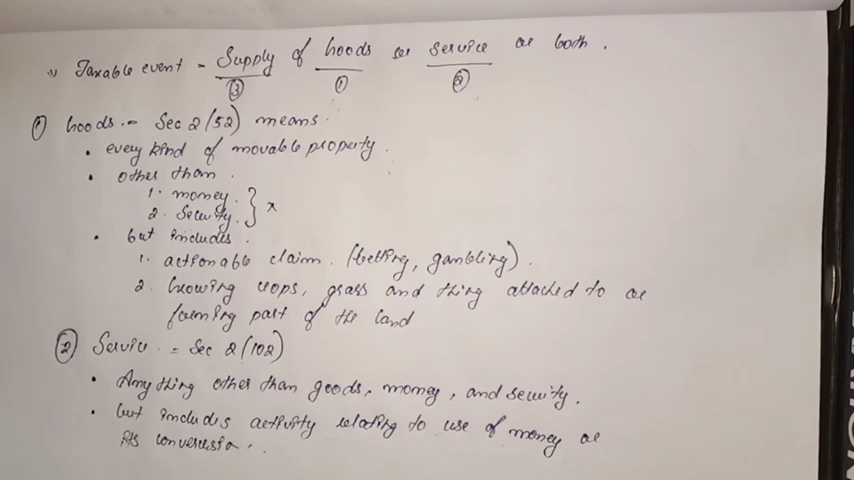 Taxable event - Supply of Goods or service or both.
③ ① ②
① Goods - Sec 2(52) means
• every kind of movable property.
• other than.
1. money.
2. Security. } x
• but includes.
1. actionable claim. (betting, gambling).
2. Growing crops, grass and thing attached to or
forming part of the land
② Service. = Sec 2(102)
• Anything other than goods, money, and security.
• but includes activity relating to use of money or
its conversion.